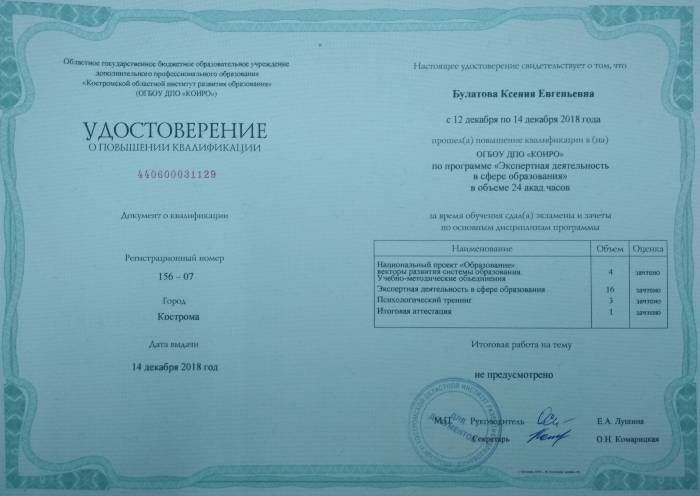 Областное государственное бюджетное образовательное учреждение
дополнительного профессионального образования
«Костромской областной институт развития образования»
(ОГБОУ ДПО «КОИРО»)
УДОСТОВЕРЕНИЕ
О ПОВЫШЕНИИ КВАЛИФИКАЦИИ
440600031129
Документ о квалификации
Регистрационный номер
156 – 07
Город
Кострома
Дата выдачи
14 декабря 2018 год
Настоящее удостоверение свидетельствует о том, что
Булатова Ксения Евгеньевна
с 12 декабря по 14 декабря 2018 года
прошел(а) повышение квалификации в (на)
ОГБОУ ДПО «КОИРО»
по программе «Экспертная деятельность
в сфере образования»
в объеме 24 акад.часов
за время обучения сдал(а) экзамены и зачеты
по основным дисциплинам программы
Наименование Объем Оценка
Национальный проект «Образование»
векторы развития системы образования.
Учебно-методические объединения 4 зачтено
Экспертная деятельность в сфере образования 16 зачтено
Психологический тренинг 3 зачтено
Итоговая аттестация 1 зачтено
Итоговая работа на тему
не предусмотрено
ДЛЯ
ДОКУМЕНТОВ
М.П. Руководитель Е.А. Лушина
Секретарь О.Н. Комарицкая